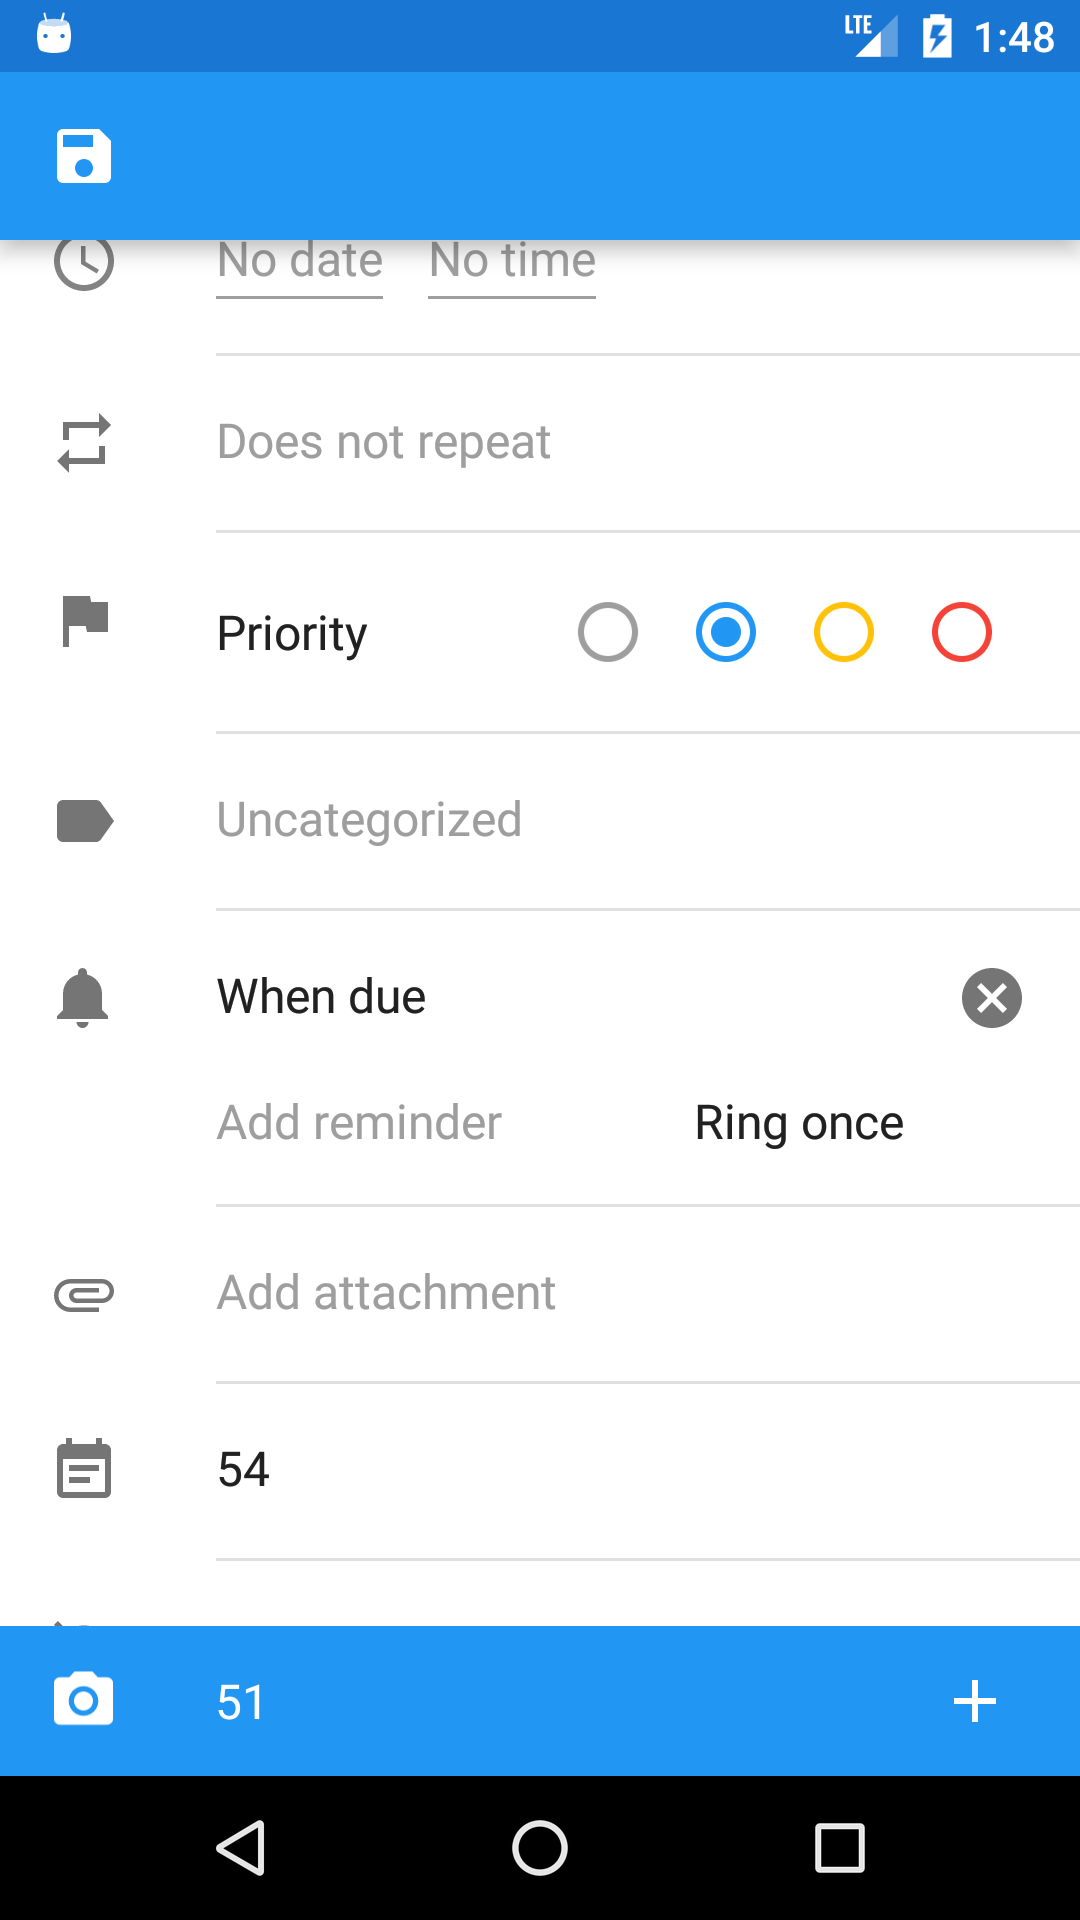 LTE 1:48
No date No time
Does not repeat
Priority
Uncategorized
When due
Add reminder Ring once
Add attachment
54
51